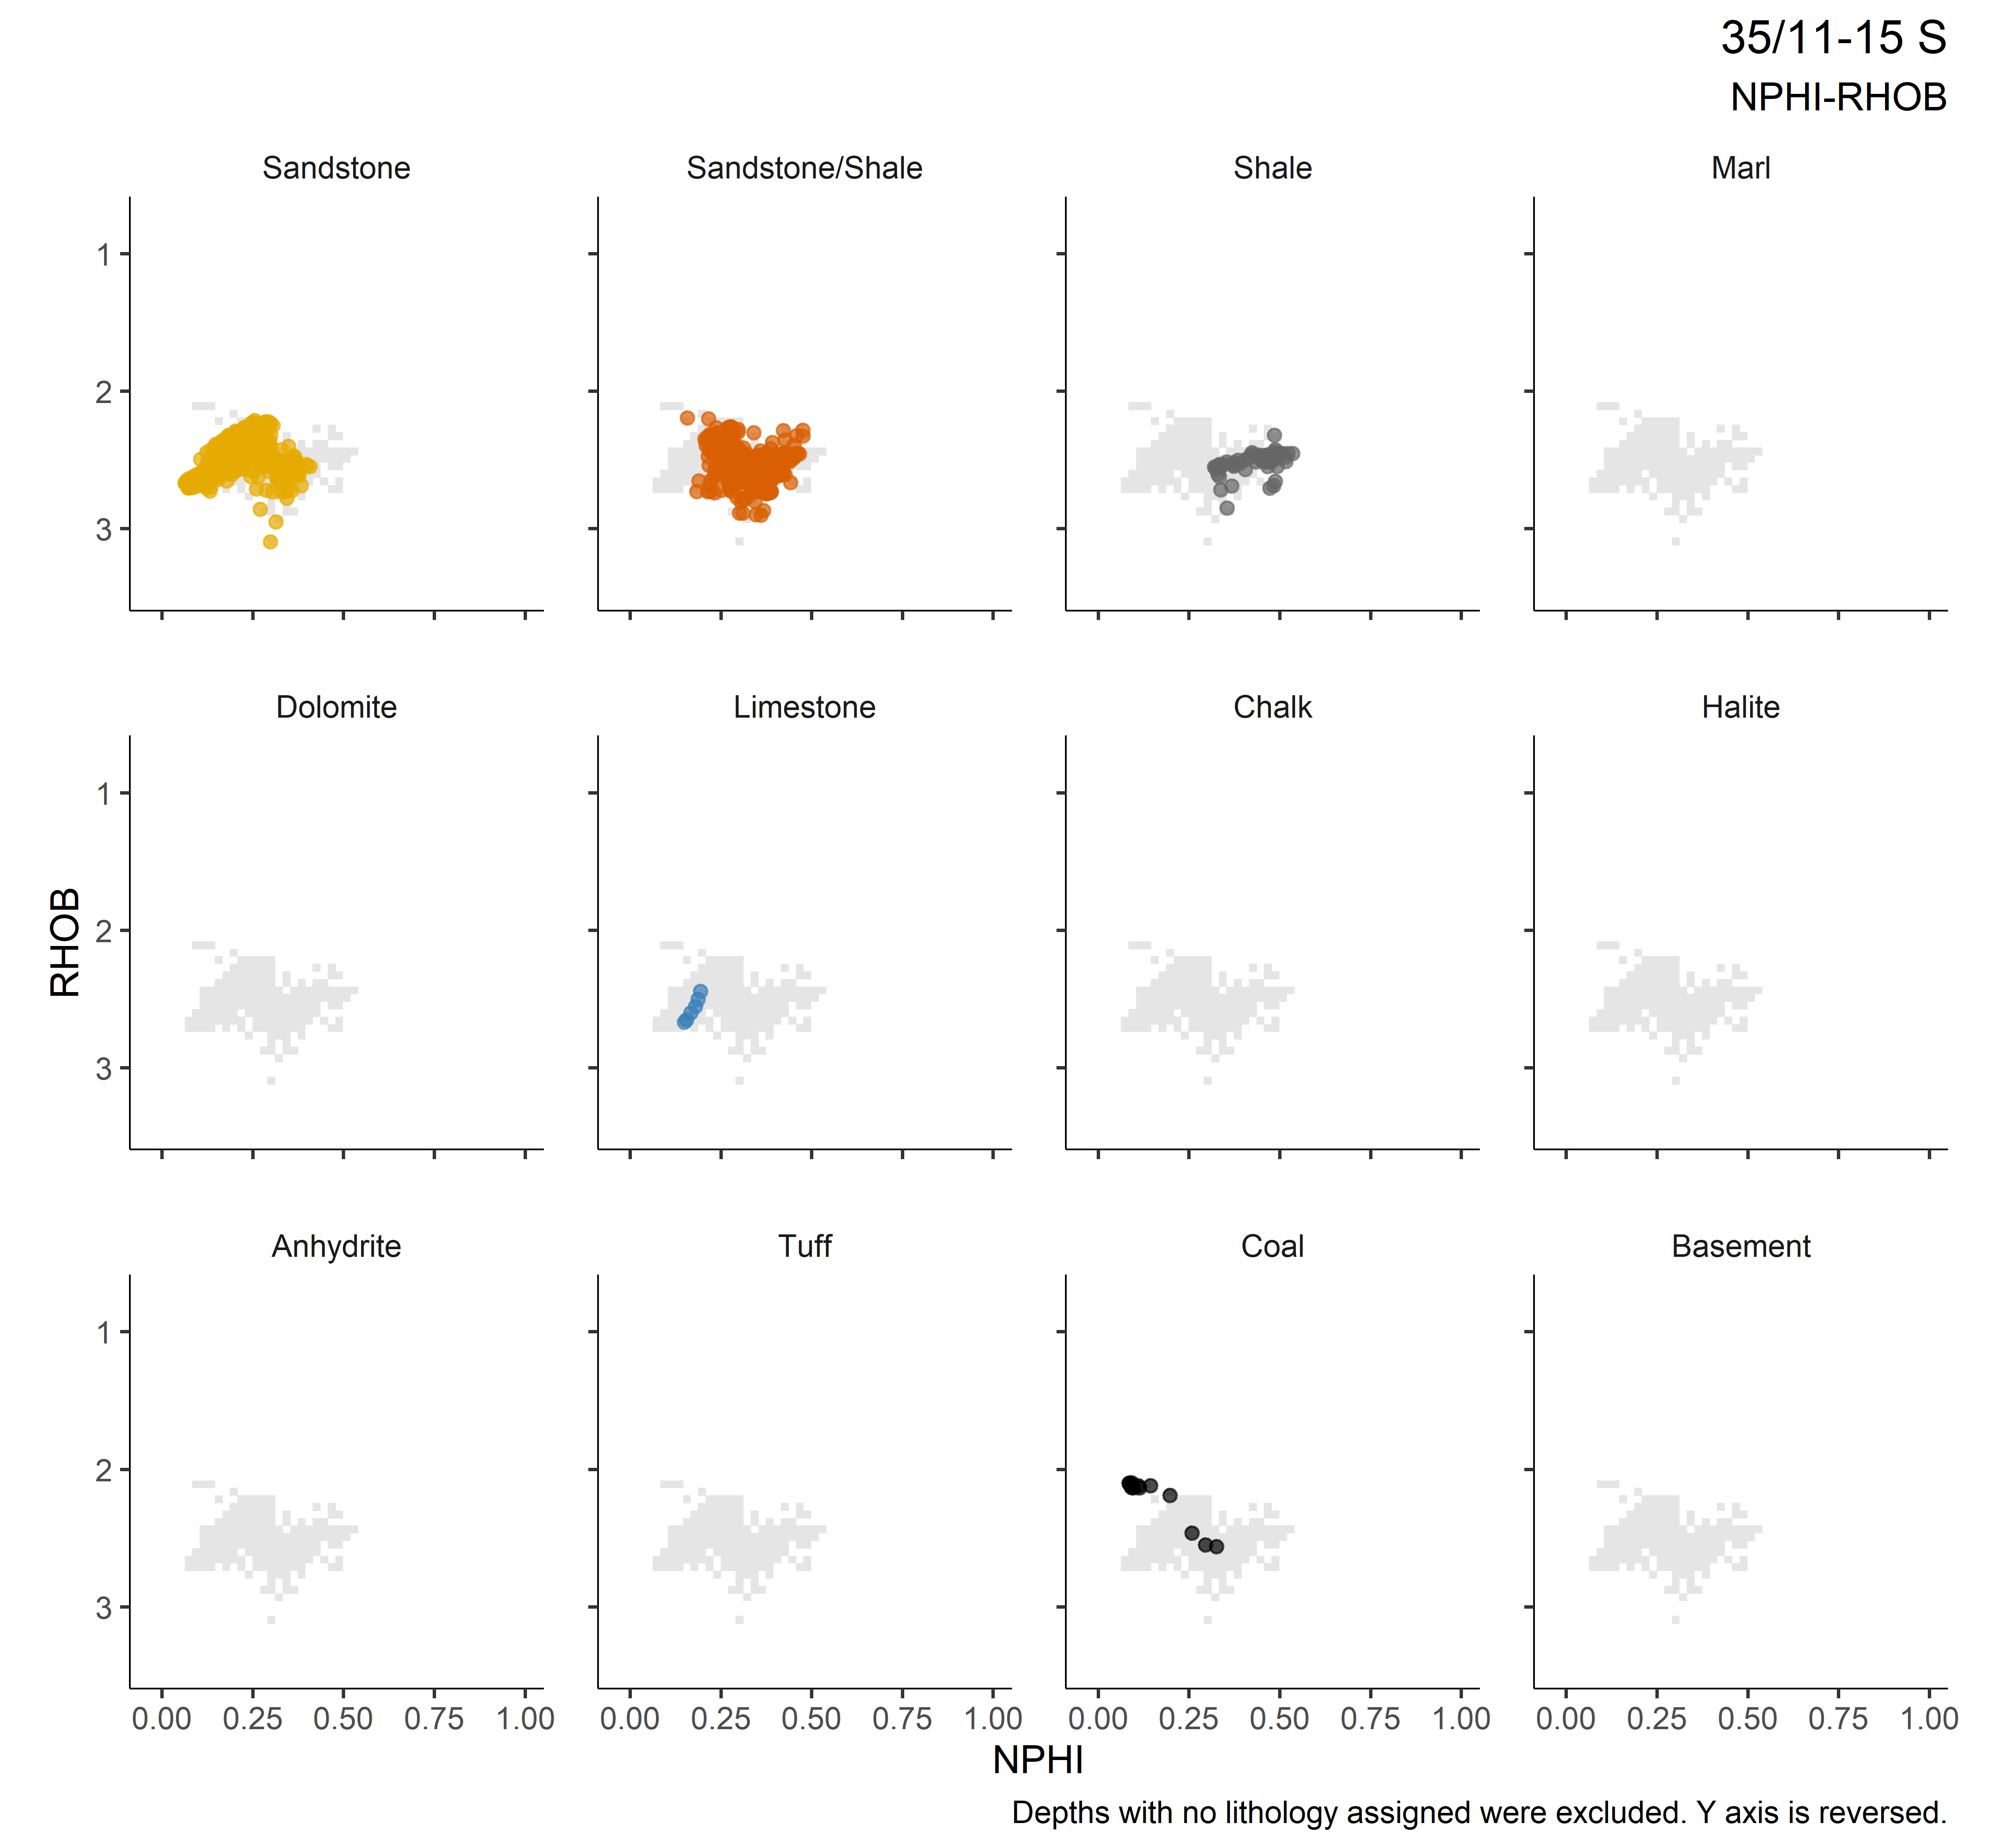 35/11-15 S
NPHI-RHOB
Sandstone
Sandstone/Shale
Shale
Marl
1
2
3
Dolomite
Limestone
Chalk
Halite
RHOB
1
2
3
Anhydrite
Tuff
Coal
Basement
1
2
3
0.00 0.25 0.50 0.75 1.00
0.00 0.25 0.50 0.75 1.00
0.00 0.25 0.50 0.75 1.00
0.00 0.25 0.50 0.75 1.00
NPHI
Depths with no lithology assigned were excluded. Y axis is reversed.